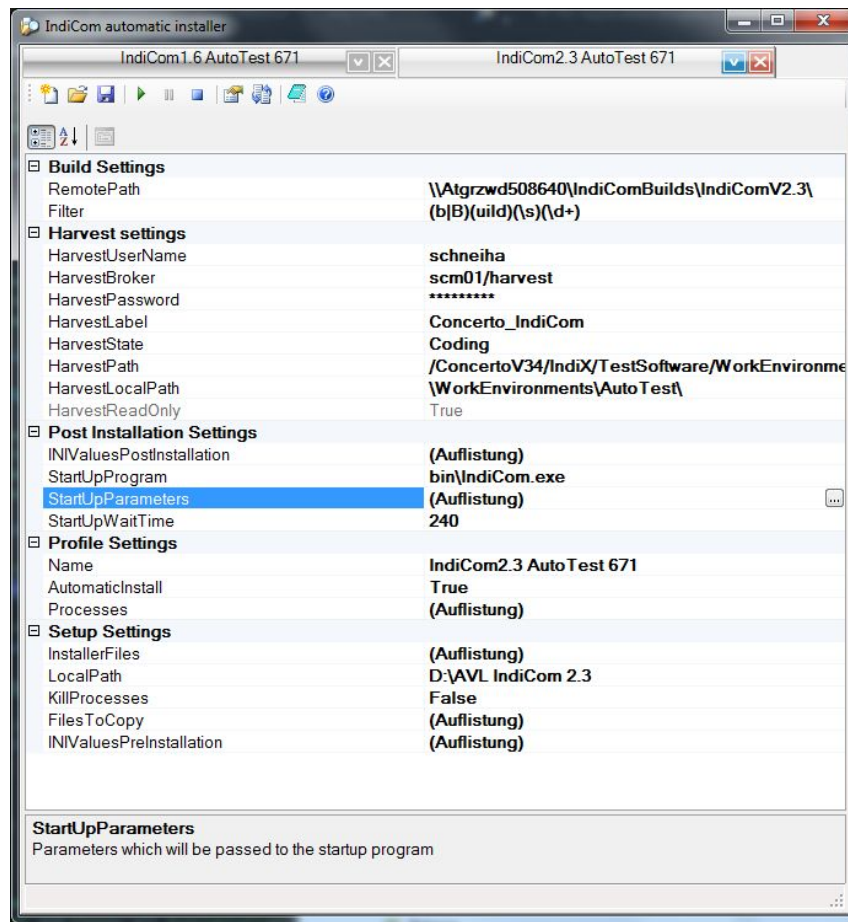 IndiCom automatic installer
IndiCom1.6 AutoTest 671 IndiCom2.3 AutoTest 671
Build Settings
RemotePath \\Atgrzwd508640\IndiComBuilds\IndiComV2.3\
Filter (b|B)(uild)(\s)(\d+)
Harvest settings
HarvestUserName schneiha
HarvestBroker scm01/harvest
HarvestPassword *********
HarvestLabel Concerto_IndiCom
HarvestState Coding
HarvestPath /ConcertoV34/IndiX/TestSoftware/WorkEnvironme
HarvestLocalPath \WorkEnvironments\AutoTest\
HarvestReadOnly True
Post Installation Settings
INIValuesPostInstallation (Auflistung)
StartUpProgram bin\IndiCom.exe
StartUpParameters (Auflistung) ...
StartUpWaitTime 240
Profile Settings
Name IndiCom2.3 AutoTest 671
AutomaticInstall True
Processes (Auflistung)
Setup Settings
InstallerFiles (Auflistung)
LocalPath D:\AVL IndiCom 2.3
KillProcesses False
FilesToCopy (Auflistung)
INIValuesPreInstallation (Auflistung)
StartUpParameters
Parameters which will be passed to the startup program